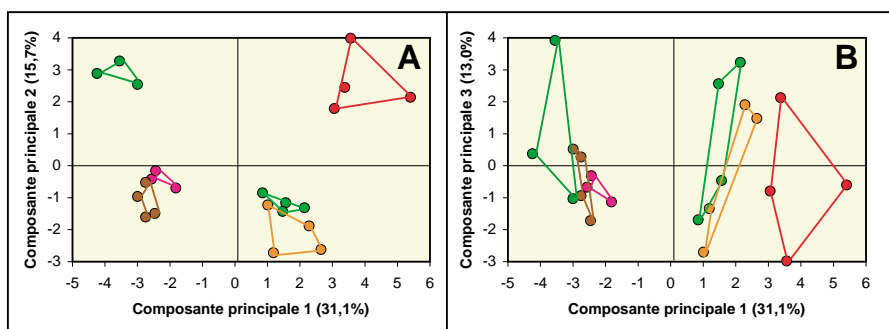 A
Composante principale 2 (15,7%)
4
3
2
1
0
-1
-2
-3
-5 -4 -3 -2 -1 0 1 2 3 4 5 6
Composante principale 1 (31,1%)
B
Composante principale 3 (13,0%)
4
3
2
1
0
-1
-2
-3
-5 -4 -3 -2 -1 0 1 2 3 4 5 6
Composante principale 1 (31,1%)